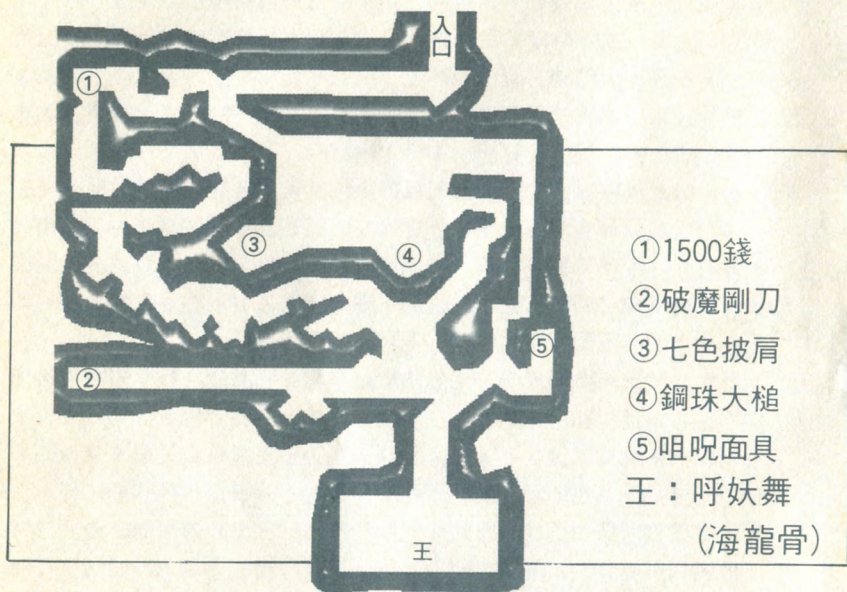 入口
①
③
④
⑤
②
王
①1500錢
②破魔剛刀
③七色披肩
④鋼珠大槌
⑤咀呪面具
王：呼妖舞
(海龍骨)